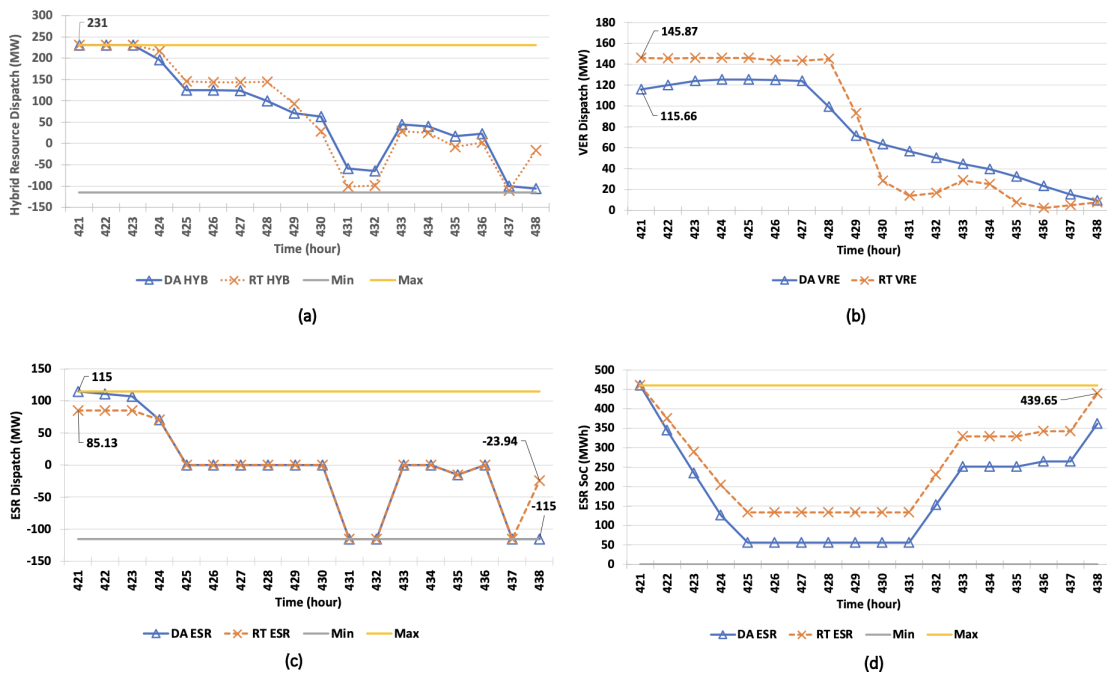 300
250
200
150
100
50
0
-50
-100
-150
Hybrid Resource Dispatch (MW)
231
421 422 423 424 425 426 427 428 429 430 431 432 433 434 435 436 437 438
Time (hour)
DA HYB RT HYB Min Max
(a)
180
160
140
120
100
80
60
40
20
0
VER Dispatch (MW)
145.87
115.66
421 422 423 424 425 426 427 428 429 430 431 432 433 434 435 436 437 438
Time (hour)
DA VRE RT VRE
(b)
150
100
50
0
-50
-100
-150
ESR Dispatch (MW)
115
85.13
-23.94
-115
421 422 423 424 425 426 427 428 429 430 431 432 433 434 435 436 437 438
Time (hour)
DA ESR RT ESR Min Max
(c)
500
450
400
350
300
250
200
150
100
50
0
ESR SoC (MWh)
439.65
421 422 423 424 425 426 427 428 429 430 431 432 433 434 435 436 437 438
Time (hour)
DA ESR RT ESR Min Max
(d)